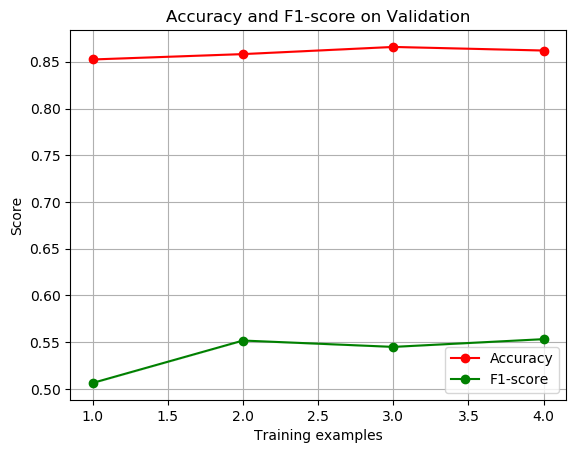 Accuracy and F1-score on Validation
Score
0.85
0.80
0.75
0.70
0.65
0.60
0.55
0.50
Accuracy
F1-score
1.0 1.5 2.0 2.5 3.0 3.5 4.0
Training examples